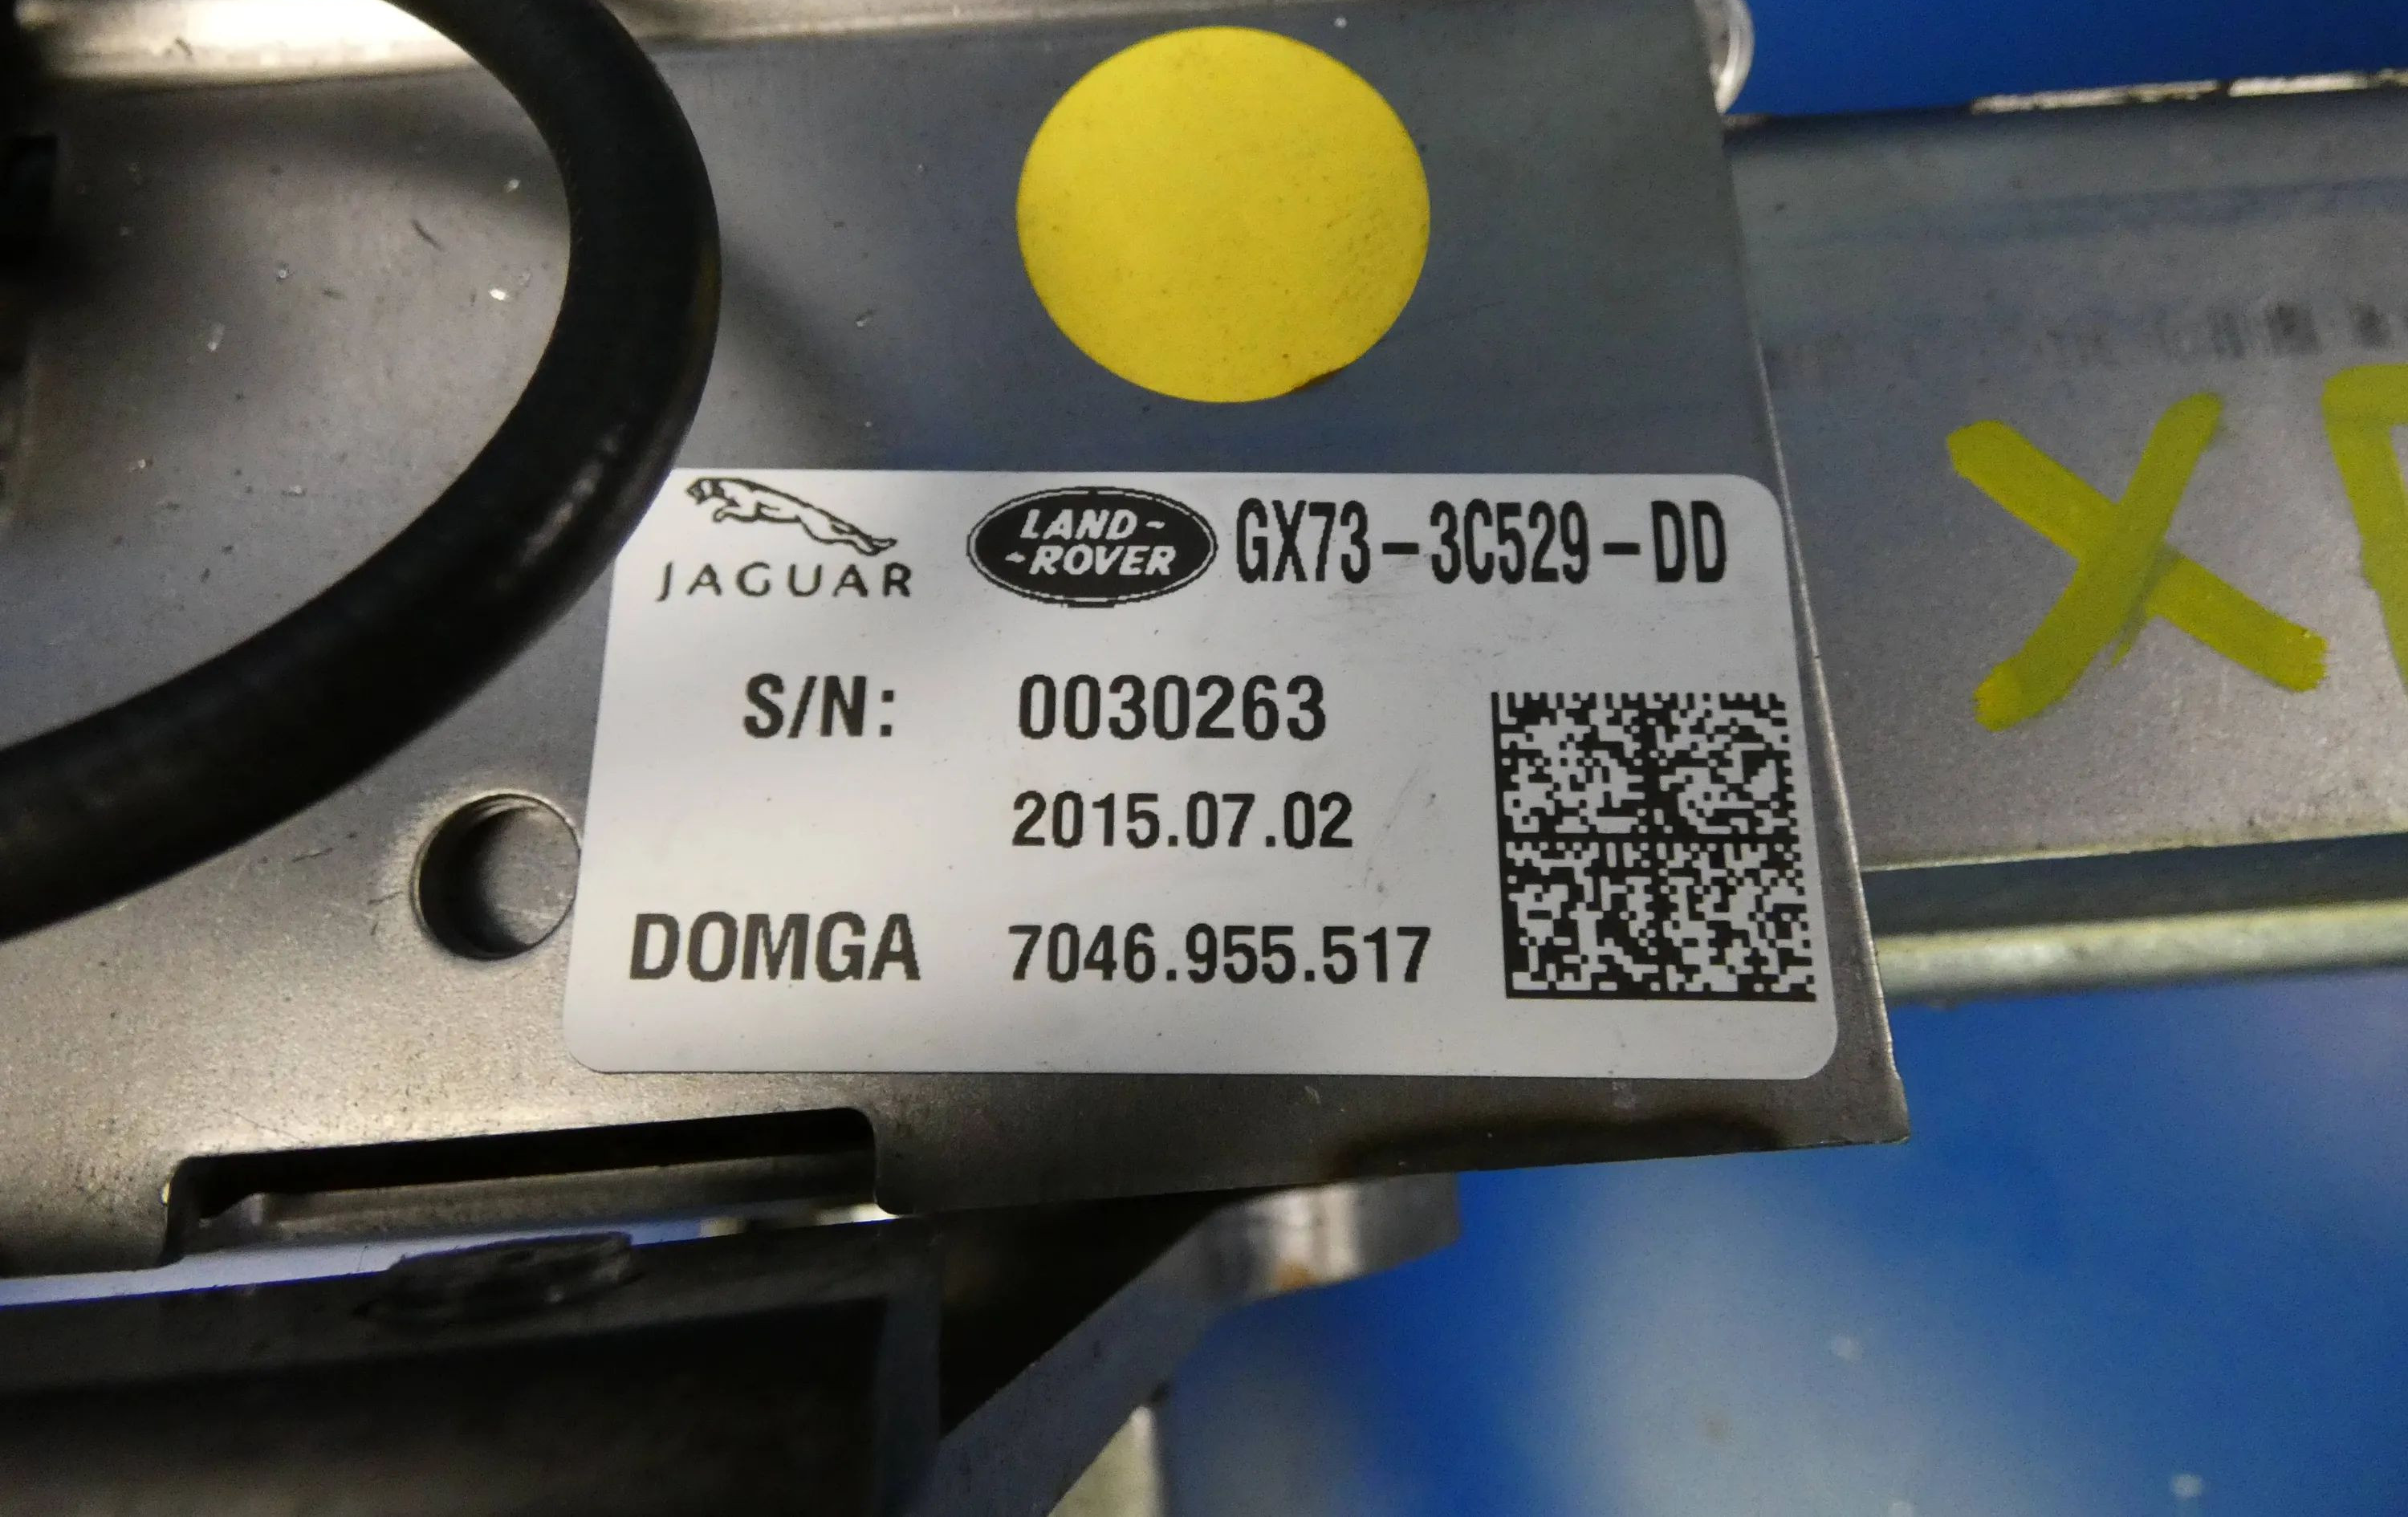 JAGUAR LAND-ROVER GX73-3C529-DD
S/N: 0030263
2015.07.02
DOMGA 7046.955.517
X